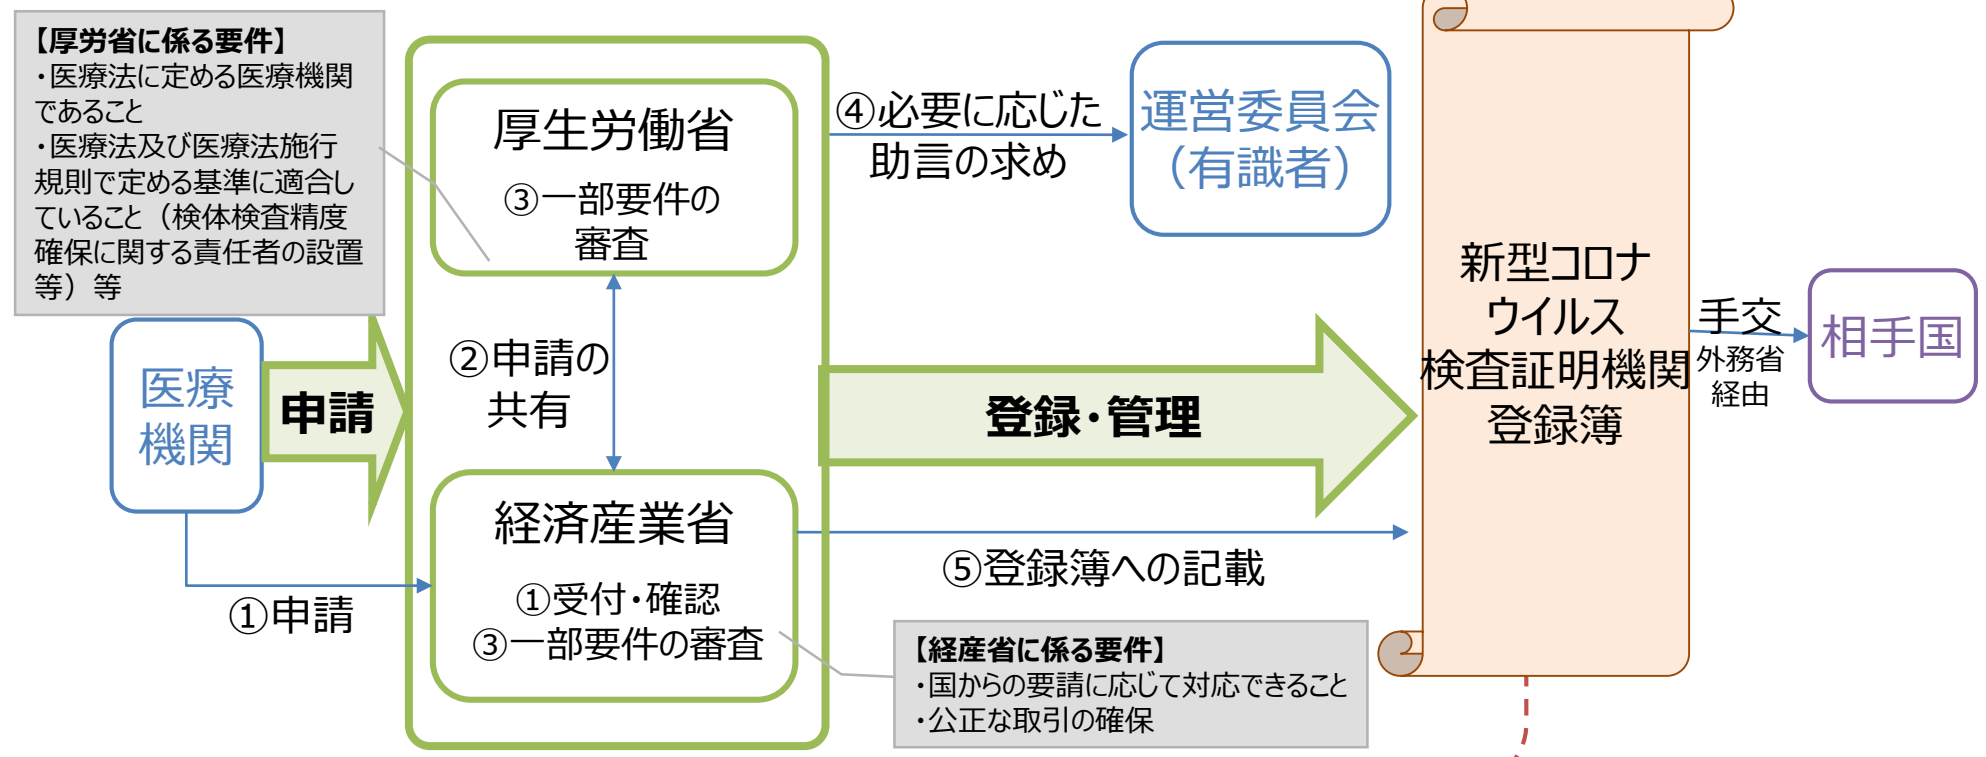 【厚労省に係る要件】
・医療法に定める医療機関
であること
・医療法及び医療法施行
規則で定める基準に適合し
ていること（検体検査精度
確保に関する責任者の設置
等）等
医療
機関
申請
①申請
厚生労働省
③一部要件の
審査
②申請の
共有
経済産業省
①受付・確認
③一部要件の審査
④必要に応じた
助言の求め
運営委員会
（有識者）
登録・管理
⑤登録簿への記載
【経産省に係る要件】
・国からの要請に応じて対応できること
・公正な取引の確保
新型コロナ
ウイルス
検査証明機関
登録簿
手交
外務省
経由
相手国